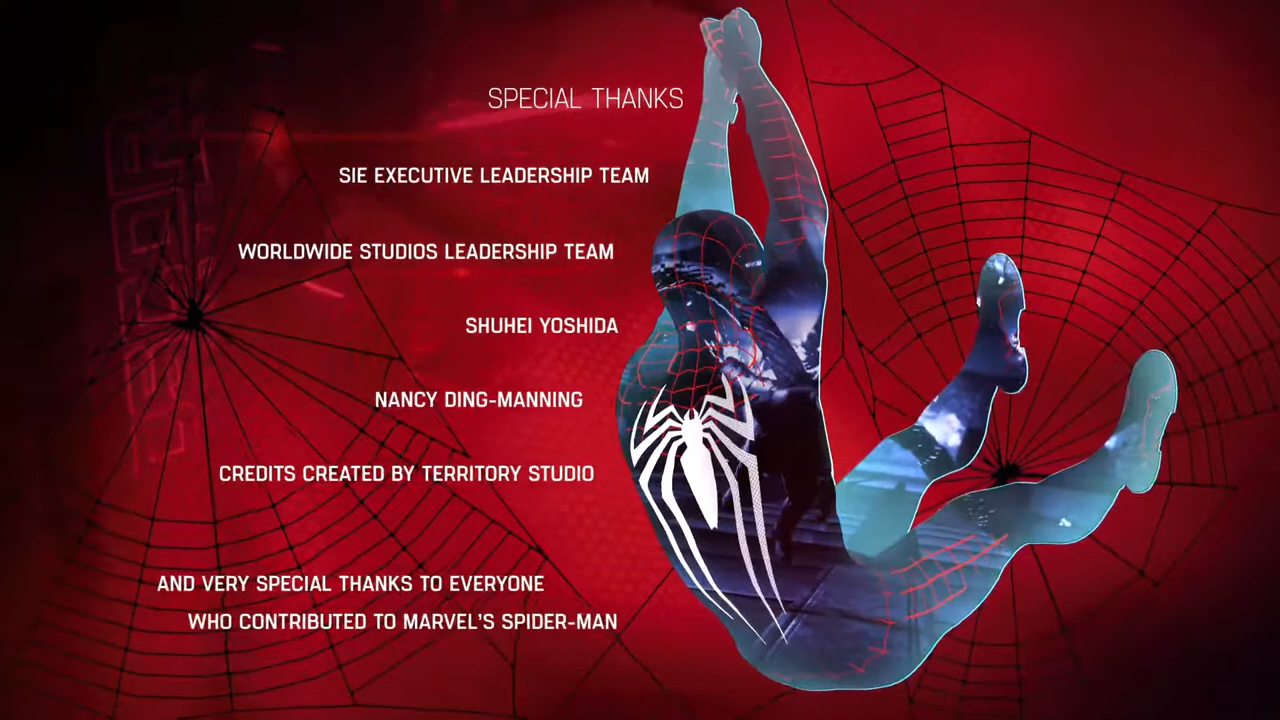 SPECIAL THANKS
SIE EXECUTIVE LEADERSHIP TEAM
WORLDWIDE STUDIOS LEADERSHIP TEAM
SHUHEI YOSHIDA
NANCY DING-MANNING
CREDITS CREATED BY TERRITORY STUDIO
AND VERY SPECIAL THANKS TO EVERYONE
WHO CONTRIBUTED TO MARVEL'S SPIDER-MAN